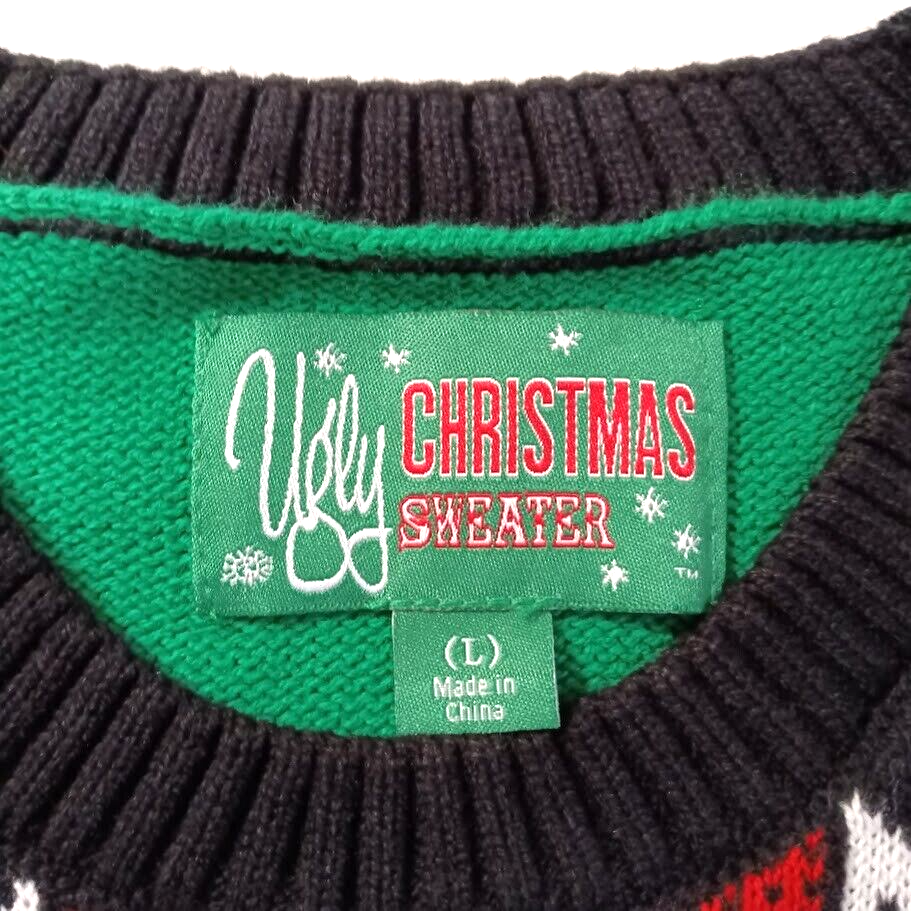 Ugly CHRISTMAS
SWEATER
TM
(L)
Made in
China